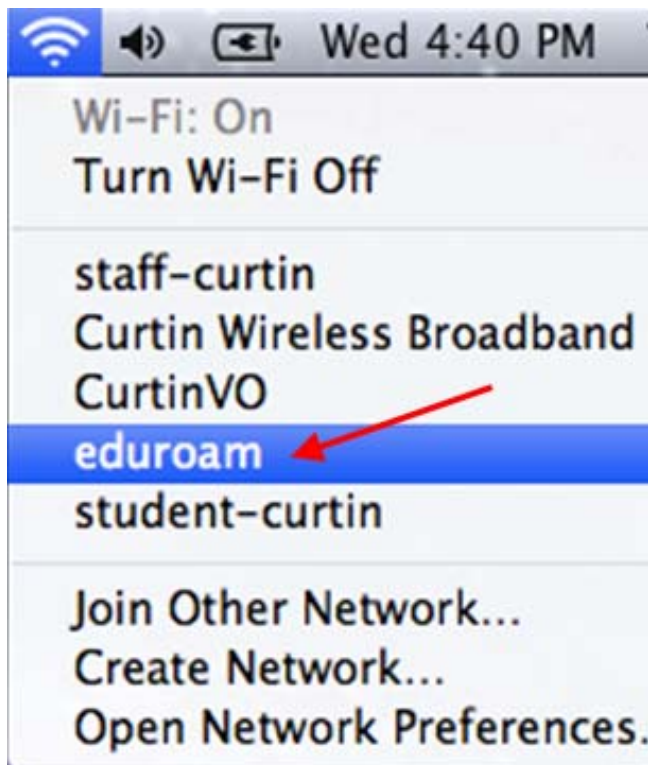 Wed 4:40 PM
Wi-Fi: On
Turn Wi-Fi Off
staff-curtin
Curtin Wireless Broadband
CurtinVO
eduroam
student-curtin
Join Other Network...
Create Network...
Open Network Preferences.